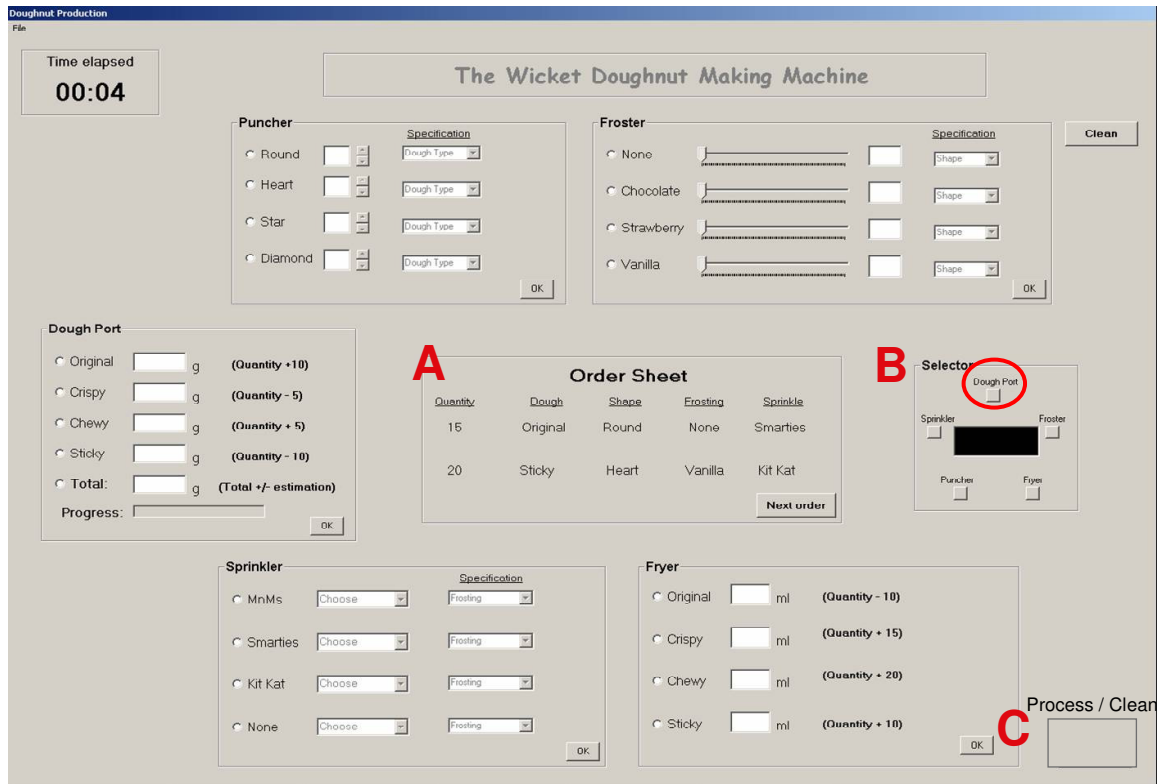 Doughnut Production
File
Time elapsed
00:04
The Wicket Doughnut Making Machine
Puncher
Specification
Round Dough Type
Heart Dough Type
Star Dough Type
Diamond Dough Type
OK
Froster
Specification
None Shape
Chocolate Shape
Strawberry Shape
Vanilla Shape
OK
Clean
Dough Port
Original g (Quantity +10)
Crispy g (Quantity - 5)
Chewy g (Quantity + 5)
Sticky g (Quantity - 10)
Total: g (Total +/- estimation)
Progress:
OK
A
Order Sheet
Quantity Dough Shape Frosting Sprinkle
15 Original Round None Smarties
20 Sticky Heart Vanilla Kit Kat
Next order
B
Selector
Dough Port
Sprinkler Froster
Puncher Fryer
Sprinkler
Specification
MnMs Choose Frosting
Smarties Choose Frosting
Kit Kat Choose Frosting
None Choose Frosting
OK
Fryer
Original ml (Quantity - 10)
Crispy ml (Quantity + 15)
Chewy ml (Quantity + 20)
Sticky ml (Quantity + 10)
OK
C
Process / Clean